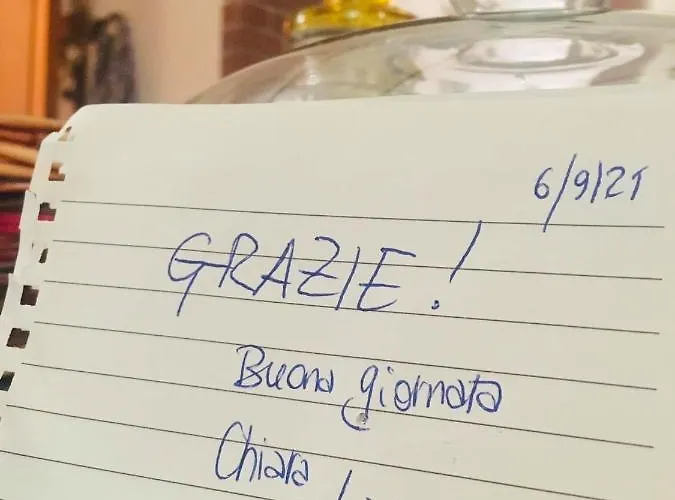 6/9/21
GRAZIE!
Buona giornata
Chiara